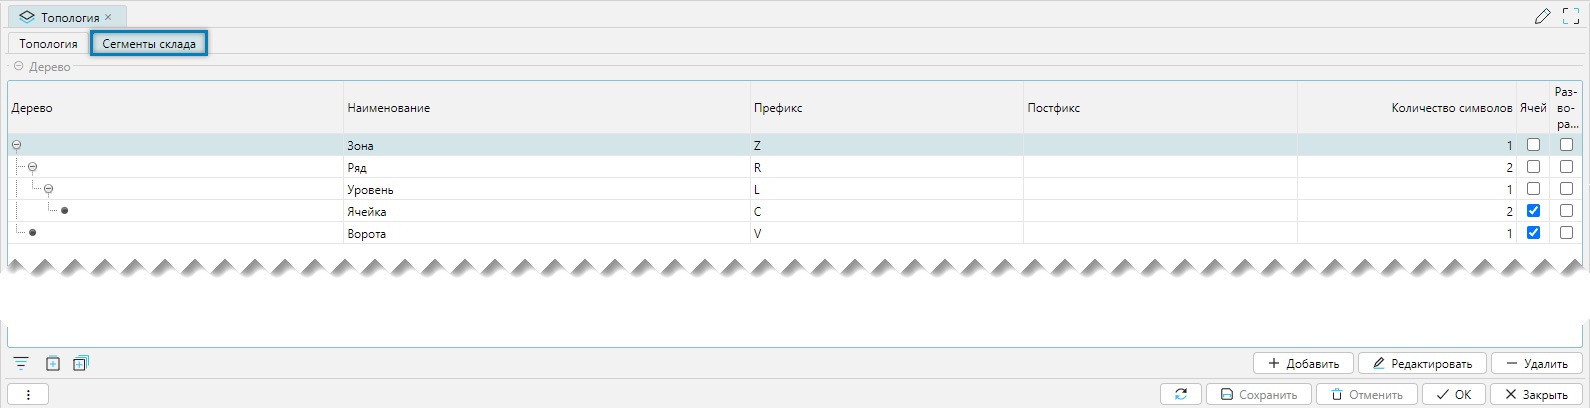 Топология
Топология Сегменты склада
Дерево
Дерево Наименование Префикс Постфикс Количество символов Ячей Раз-
во-
ра...
Зона Z 1
Ряд R 2
Уровень L 1
Ячейка C 2
Ворота V 1
Добавить Редактировать Удалить
Сохранить Отменить OK Закрыть